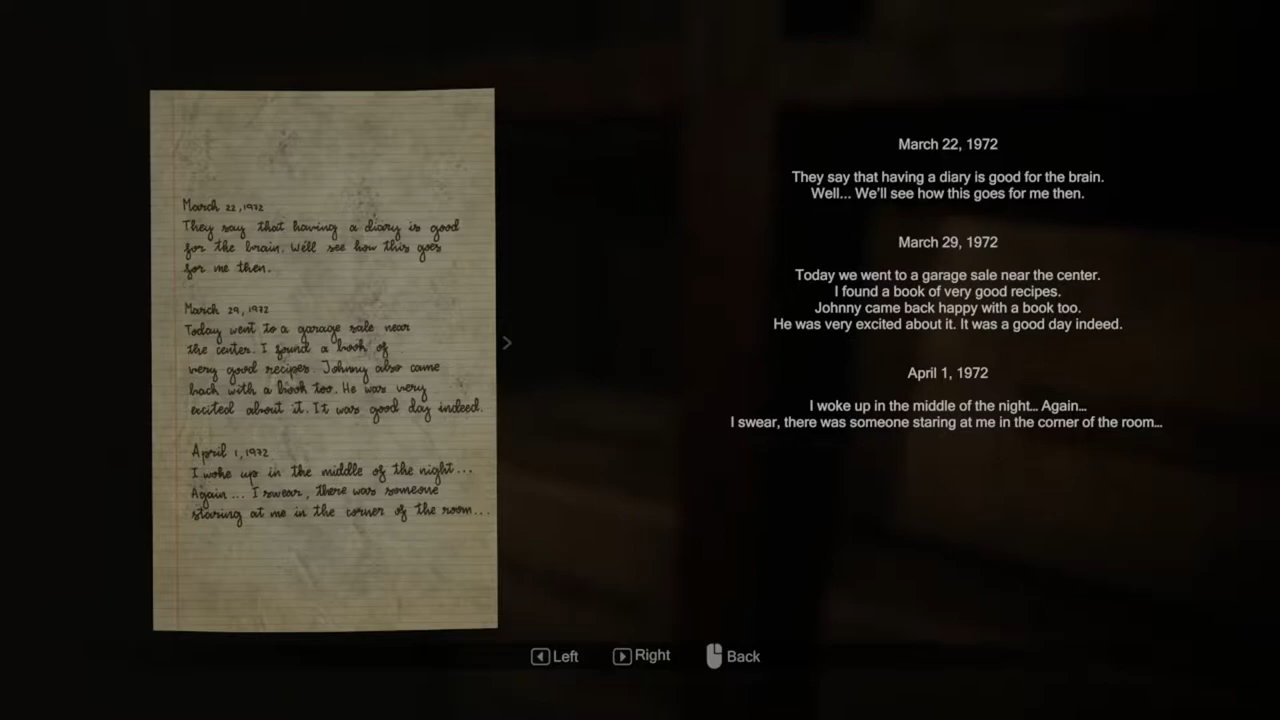 March 22, 1972
They say that having a diary is good
for the brain. We'll see how this goes
for me then.
March 29, 1972
Today went to a garage sale near
the center. I found a book of
very good recipes. Johnny also came
back with a book too. He was very
excited about it. It was good day indeed.
April 1, 1972
I woke up in the middle of the night...
Again... I swear, there was someone
staring at me in the corner of the room...
March 22, 1972
They say that having a diary is good for the brain.
Well... We'll see how this goes for me then.
March 29, 1972
Today we went to a garage sale near the center.
I found a book of very good recipes.
Johnny came back happy with a book too.
He was very excited about it. It was a good day indeed.
April 1, 1972
I woke up in the middle of the night... Again...
I swear, there was someone staring at me in the corner of the room...
Left Right Back